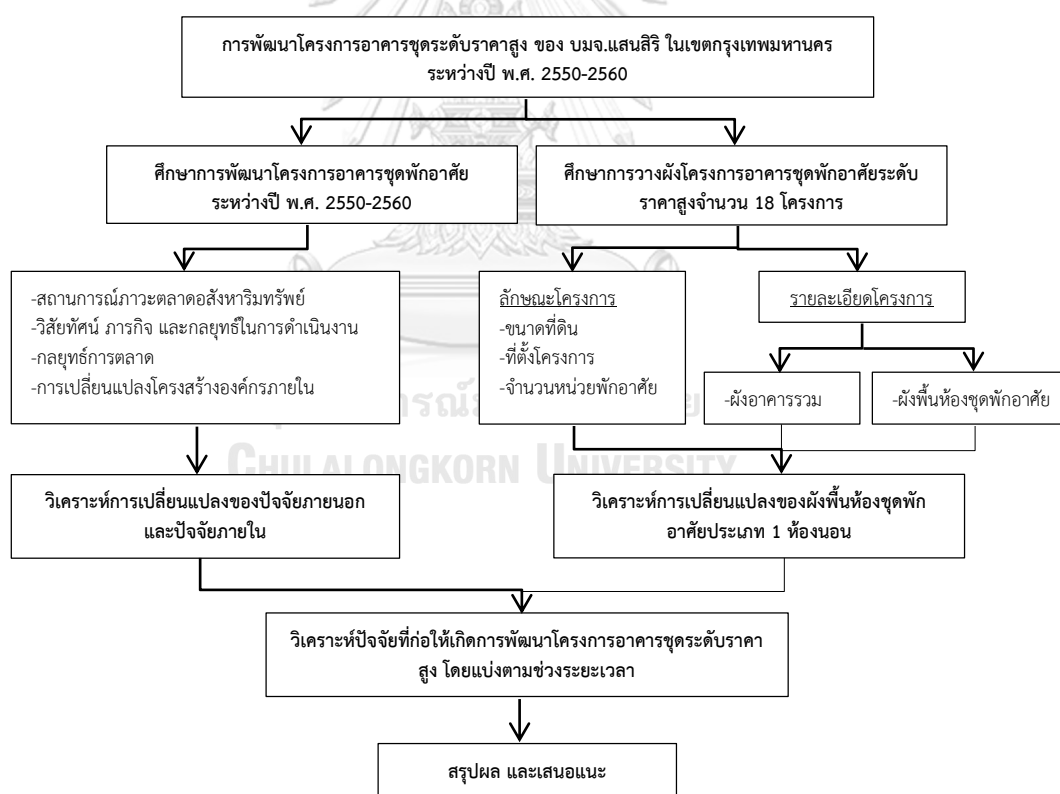 การพัฒนาโครงการอาคารชุดระดับราคาสูง ของ บมจ.แสนสิริ ในเขตกรุงเทพมหานคร
ระหว่างปี พ.ศ. 2550-2560
ศึกษาการพัฒนาโครงการอาคารชุดพักอาศัย
ระหว่างปี พ.ศ. 2550-2560
ศึกษาการวางผังโครงการอาคารชุดพักอาศัยระดับ
ราคาสูงจำนวน 18 โครงการ
-สถานการณ์ภาวะตลาดอสังหาริมทรัพย์
-วิสัยทัศน์ ภารกิจ และกลยุทธ์ในการดำเนินงาน
-กลยุทธ์การตลาด
-การเปลี่ยนแปลงโครงสร้างองค์กรภายใน
ลักษณะโครงการ
-ขนาดที่ดิน
-ที่ตั้งโครงการ
-จำนวนหน่วยพักอาศัย
รายละเอียดโครงการ
-ผังอาคารรวม
-ผังพื้นห้องชุดพักอาศัย
CHULALONGKORN UNIVERSITY
วิเคราะห์การเปลี่ยนแปลงของปัจจัยภายนอก
และปัจจัยภายใน
วิเคราะห์การเปลี่ยนแปลงของผังพื้นห้องชุดพัก
อาศัยประเภท 1 ห้องนอน
วิเคราะห์ปัจจัยที่ก่อให้เกิดการพัฒนาโครงการอาคารชุดระดับราคา
สูง โดยแบ่งตามช่วงระยะเวลา
สรุปผล และเสนอแนะ